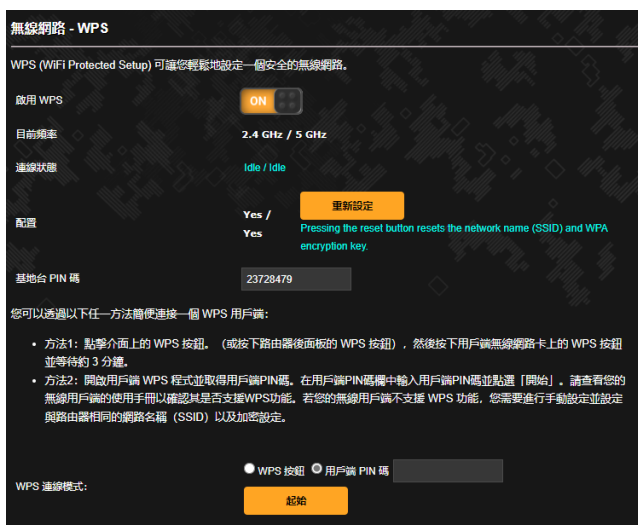 無線網路 - WPS
WPS (WiFi Protected Setup) 可讓您輕鬆地設定一個安全的無線網路。
啟用 WPS
ON
目前頻率
2.4 GHz / 5 GHz
連線狀態
Idle / Idle
配置
Yes /
Yes
重新設定
Pressing the reset button resets the network name (SSID) and WPA
encryption key.
基地台 PIN 碼
23728479
您可以透過以下任一方法簡便連接一個 WPS 用戶端:
• 方法1: 點擊介面上的 WPS 按鈕。 (或按下路由器後面板的 WPS 按鈕) , 然後按下用戶端無線網路卡上的 WPS 按鈕
並等待約 3 分鐘。
• 方法2: 開啟用戶端 WPS 程式並取得用戶端PIN碼。在用戶端PIN碼欄中輸入用戶端PIN碼並點選「開始」. 請查看您的
無線用戶端的使用手冊以確認其是否支援WPS功能。若您的無線用戶端不支援 WPS 功能, 您需要進行手動設定並設定
與路由器相同的網路名稱 (SSID) 以及加密設定。
WPS 連線模式:
WPS 按鈕 用戶端 PIN 碼
起始